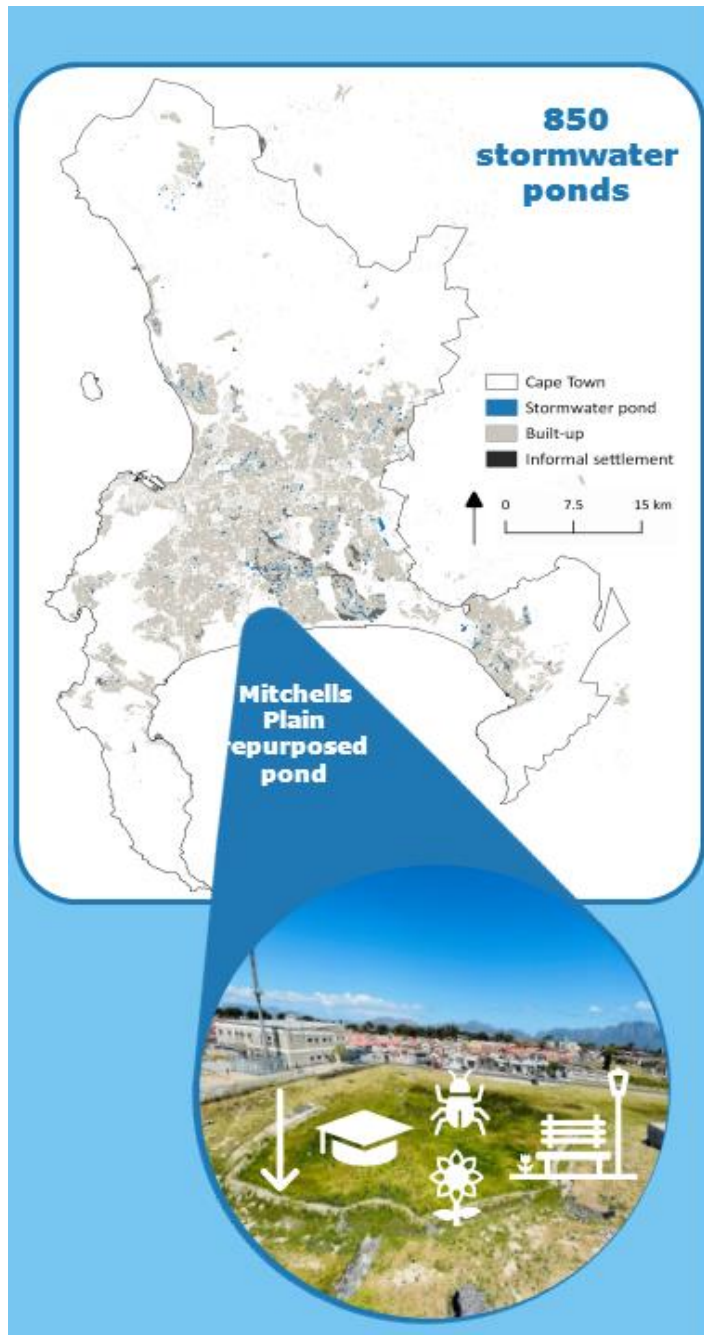 850
stormwater
ponds
Cape Town
Stormwater pond
Built-up
Informal settlement
0 7.5 15 km
Mitchells
Plain
repurposed
pond